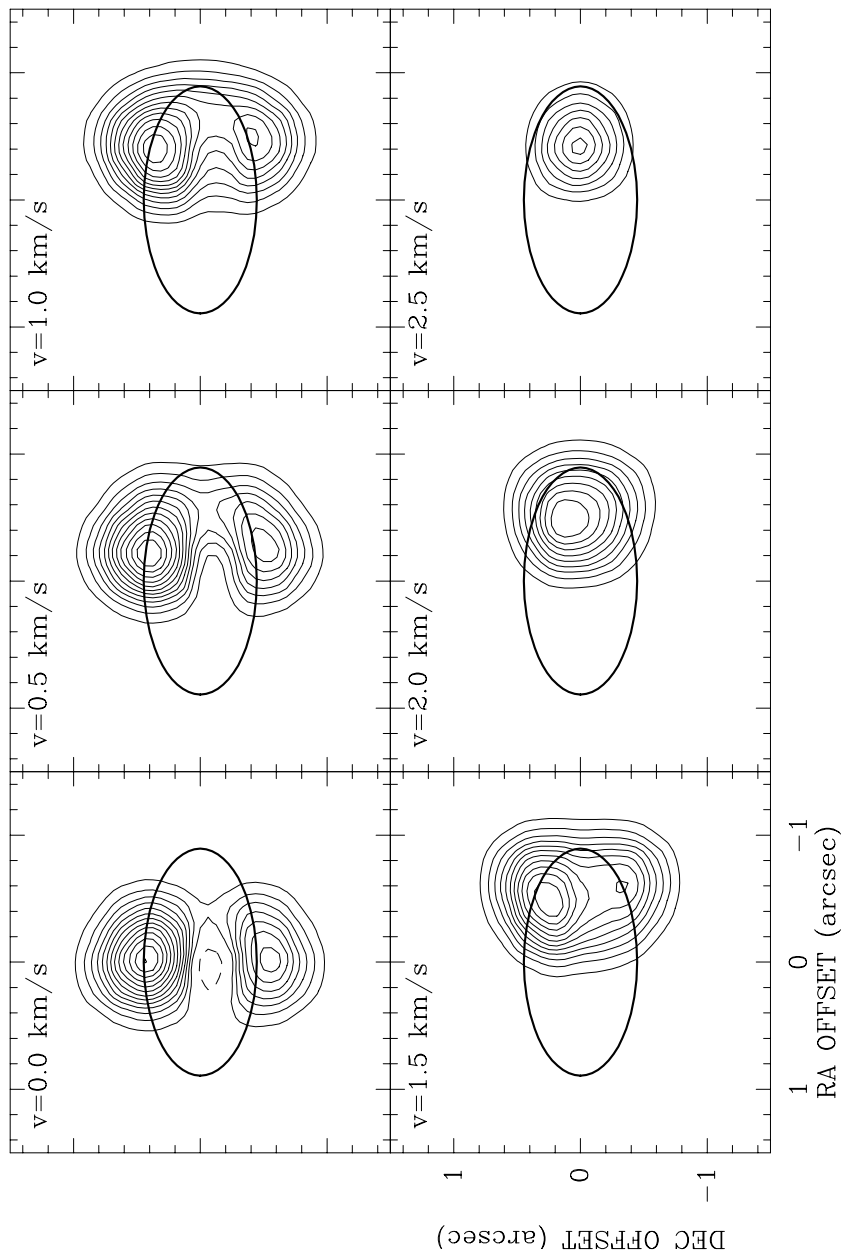 v=0.0 km/s
v=0.5 km/s
v=1.0 km/s
v=1.5 km/s
v=2.0 km/s
v=2.5 km/s
DEC OFFSET (arcsec)
1
0
−1
1 0 −1
RA OFFSET (arcsec)